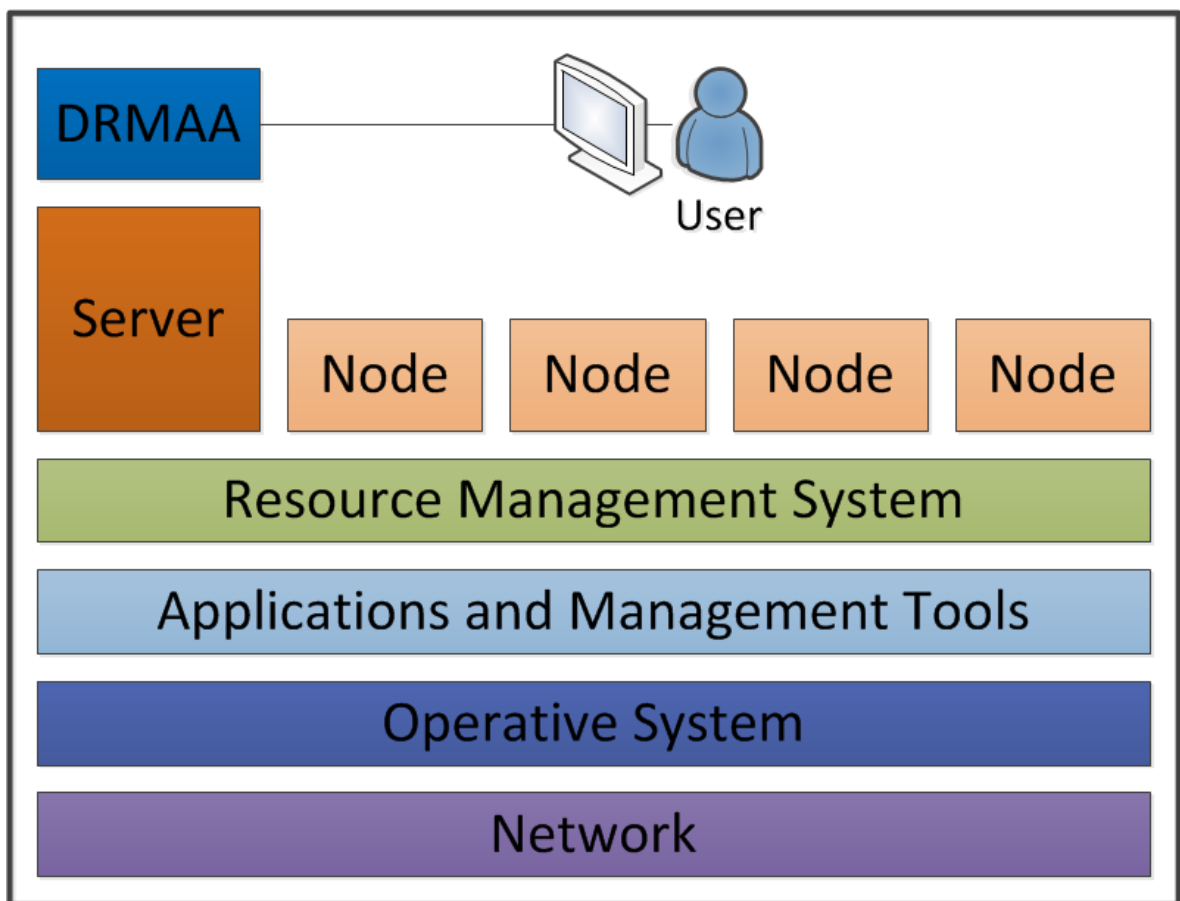 DRMAA
User
Server
Node Node Node Node
Resource Management System
Applications and Management Tools
Operative System
Network